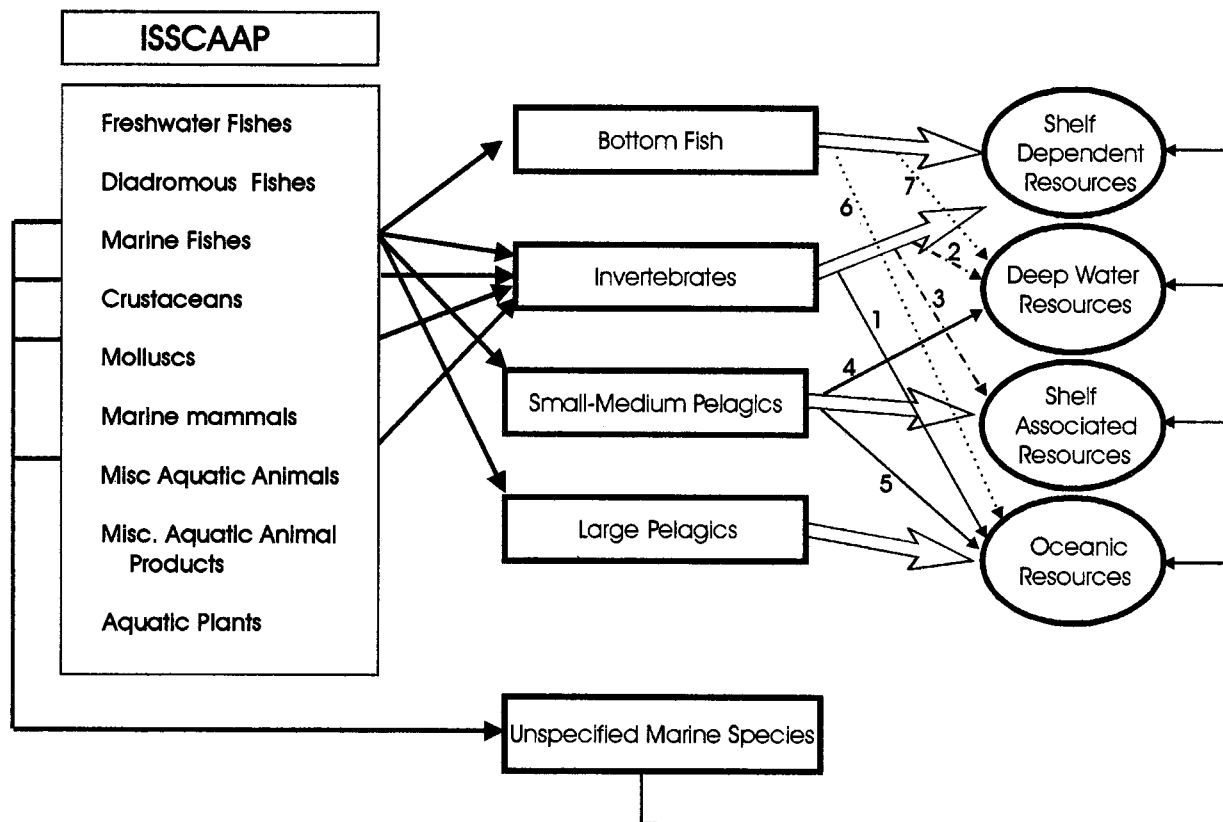 ISSCAAP
Freshwater Fishes
Diadromous Fishes
Marine Fishes
Crustaceans
Molluscs
Marine mammals
Misc Aquatic Animals
Misc. Aquatic Animal
Products
Aquatic Plants
Bottom Fish
Invertebrates
Small-Medium Pelagics
Large Pelagics
Unspecified Marine Species
7
6
2
3
1
4
5
Shelf
Dependent
Resources
Deep Water
Resources
Shelf
Associated
Resources
Oceanic
Resources